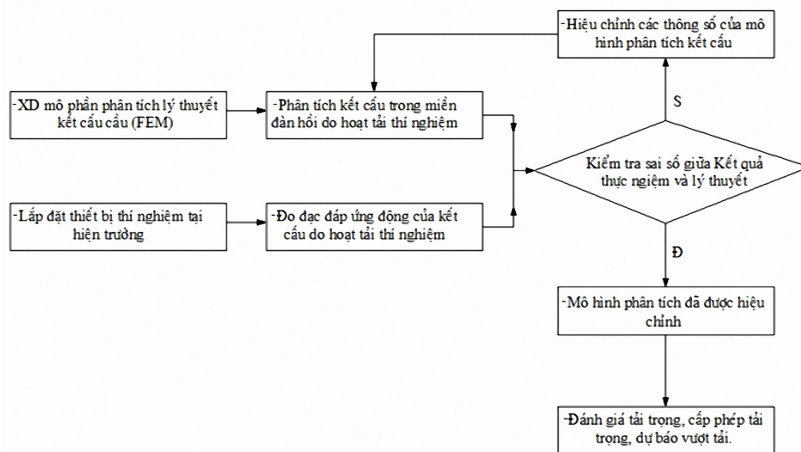 -Hiệu chỉnh các thông số của mô
hình phân tích kết cấu
-XD mô phần phân tích lý thuyết
kết cấu cầu (FEM)
-Phân tích kết cấu trong miền
đàn hồi do hoạt tải thí nghiệm
S
Kiểm tra sai số giữa Kết quả
thực ngiệm và lý thuyết
-Lắp đặt thiết bị thí nghiệm tại
hiện trường
-Đo đạc đáp ứng động của kết
cấu do hoạt tải thí nghiệm
Đ
-Mô hình phân tích đã được hiệu
chỉnh
-Đánh giá tải trọng, cấp phép tải
trọng, dự báo vượt tải.